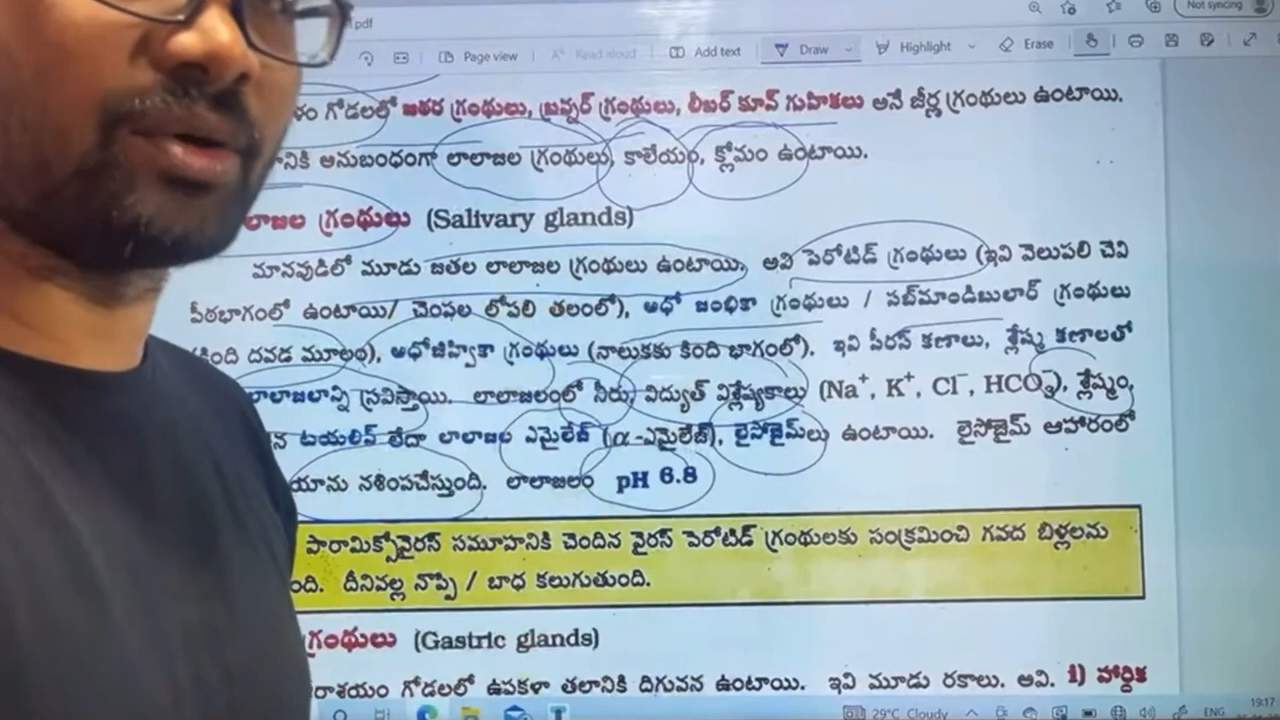 pdf
Not syncing
Page view Read aloud Add text Draw Highlight Erase
గోడలలో జఠర గ్రంథులు, బ్రన్నర్ గ్రంథులు, లీబర్ కూన్ గుహికలు అనే జీర్ణ గ్రంథులు ఉంటాయి.
అనుబంధంగా లాలాజల గ్రంథులు, కాలేయం, క్లోమం ఉంటాయి.
గ్రంథులు (Salivary glands)
మానవుడిలో మూడు జతల లాలాజల గ్రంథులు ఉంటాయి. అవి పెరోటిడ్ గ్రంథులు (ఇవి వెలుపలి చెవి
పీఠభాగంలో ఉంటాయి/ చెంపల లోపలి తలంలో), అధో జంభికా గ్రంథులు / సబ్‌మాండిబులార్ గ్రంథులు
(కింది దవడ మూలం), అధోజిహ్వికా గ్రంథులు (నాలుకకు కింది భాగంలో). ఇవి సీరస్ కణాలు, శ్లేష్మ కణాలతో
లాలాజలాన్ని స్రవిస్తాయి. లాలాజలంలో నీరు, విద్యుత్ విశ్లేష్యకాలు (Na⁺, K⁺, Cl⁻, HCO₃⁻), శ్లేష్మం,
టయలిన్ లేదా లాలాజల ఎమైలేజ్ (α-ఎమైలేజ్), లైసోజైమ్‌లు ఉంటాయి. లైసోజైమ్ ఆహారంలో
నశింపచేస్తుంది. లాలాజలం pH 6.8
పారామిక్సోవైరస్ సమూహానికి చెందిన వైరస్ పెరోటిడ్ గ్రంథులకు సంక్రమించి గవద బిళ్లలను
దీనివల్ల నొప్పి / బాధ కలుగుతుంది.
గ్రంథులు (Gastric glands)
గోడలలో ఉపకళా తలానికి దిగువన ఉంటాయి. ఇవి మూడు రకాలు. అవి. i) హార్దిక
29°C Cloudy ENG 19:17